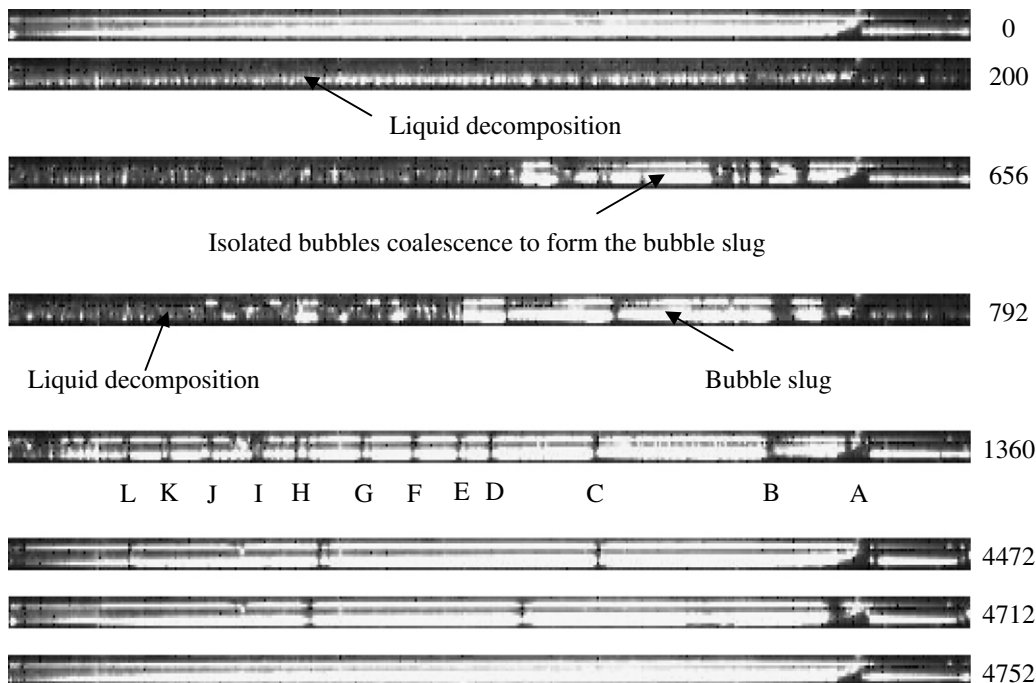 0
200
Liquid decomposition
656
Isolated bubbles coalescence to form the bubble slug
792
Liquid decomposition Bubble slug
1360
L K J I H G F E D C B A
4472
4712
4752